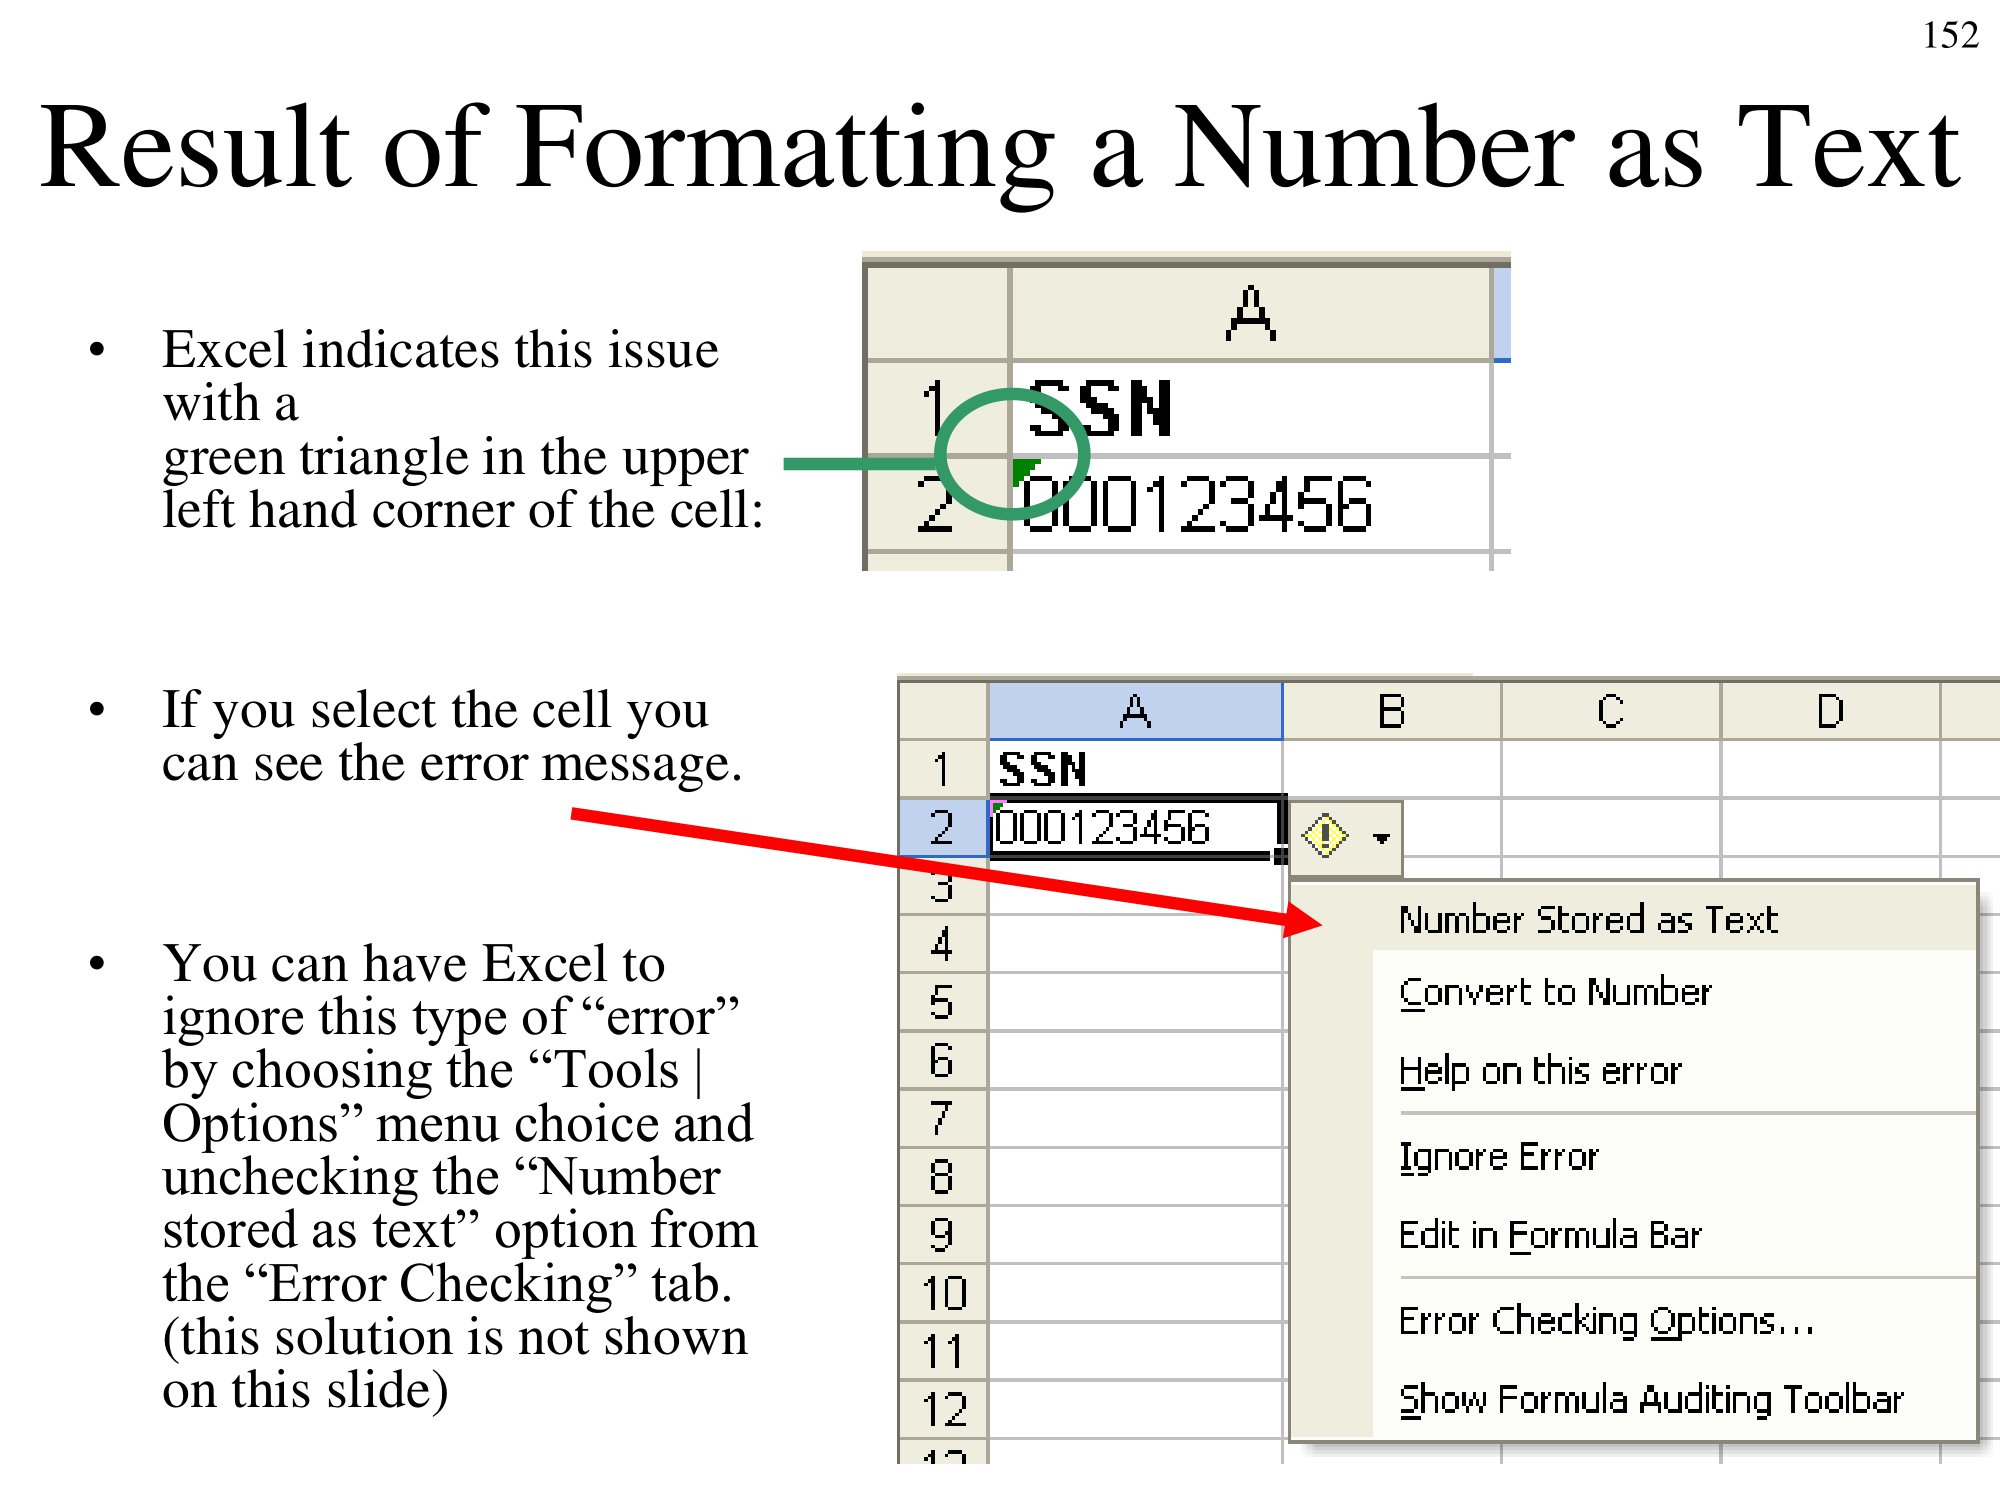 152
Result of Formatting a Number as Text
• Excel indicates this issue
with a
green triangle in the upper
left hand corner of the cell:
A
1 SSN
2 000123456
• If you select the cell you
can see the error message.
• You can have Excel to
ignore this type of “error”
by choosing the “Tools |
Options” menu choice and
unchecking the “Number
stored as text” option from
the “Error Checking” tab.
(this solution is not shown
on this slide)
A B C D
1 SSN
2 000123456
3
4
5
6
7
8
9
10
11
12
Number Stored as Text
Convert to Number
Help on this error
Ignore Error
Edit in Formula Bar
Error Checking Options...
Show Formula Auditing Toolbar